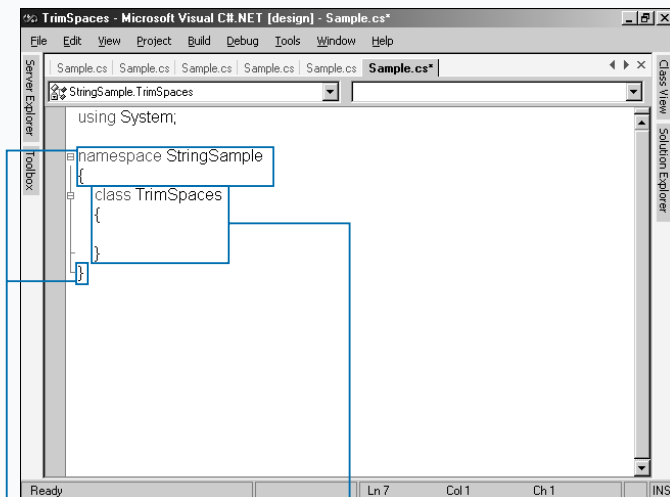 TrimSpaces - Microsoft Visual C#.NET [design] - Sample.cs*
File Edit View Project Build Debug Tools Window Help
Sample.cs Sample.cs Sample.cs Sample.cs Sample.cs Sample.cs*
StringSample.TrimSpaces
Server Explorer
Toolbox
using System;
namespace StringSample
{
class TrimSpaces
{
}
}
Class View
Solution Explorer
Ready Ln 7 Col 1 Ch 1 INS